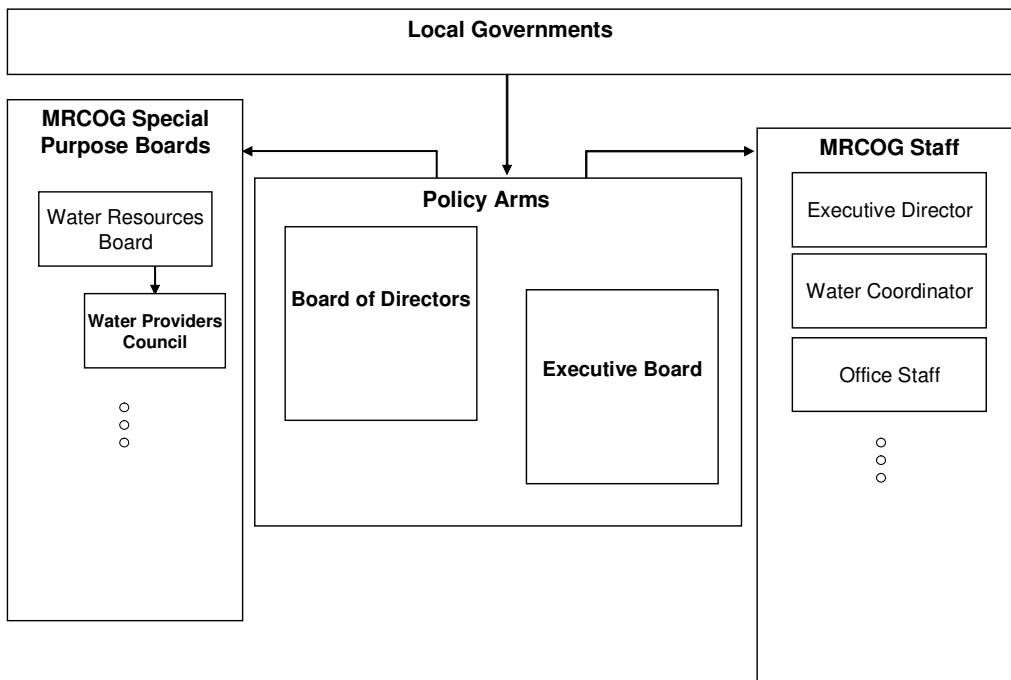 Local Governments
MRCOG Special
Purpose Boards
Water Resources
Board
Water Providers
Council
Policy Arms
Board of Directors
Executive Board
MRCOG Staff
Executive Director
Water Coordinator
Office Staff